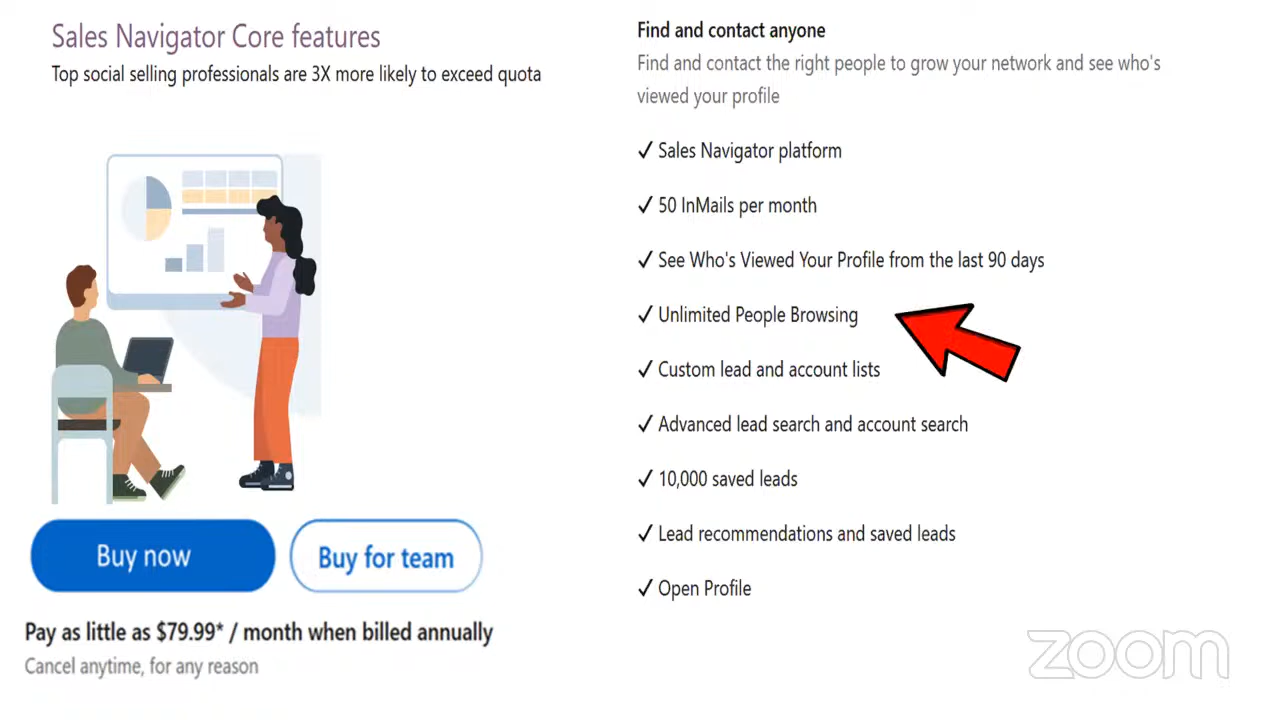 Sales Navigator Core features
Top social selling professionals are 3X more likely to exceed quota
Buy now
Buy for team
Pay as little as $79.99* / month when billed annually
Cancel anytime, for any reason
Find and contact anyone
Find and contact the right people to grow your network and see who's
viewed your profile
✓ Sales Navigator platform
✓ 50 InMails per month
✓ See Who's Viewed Your Profile from the last 90 days
✓ Unlimited People Browsing
✓ Custom lead and account lists
✓ Advanced lead search and account search
✓ 10,000 saved leads
✓ Lead recommendations and saved leads
✓ Open Profile
zoom